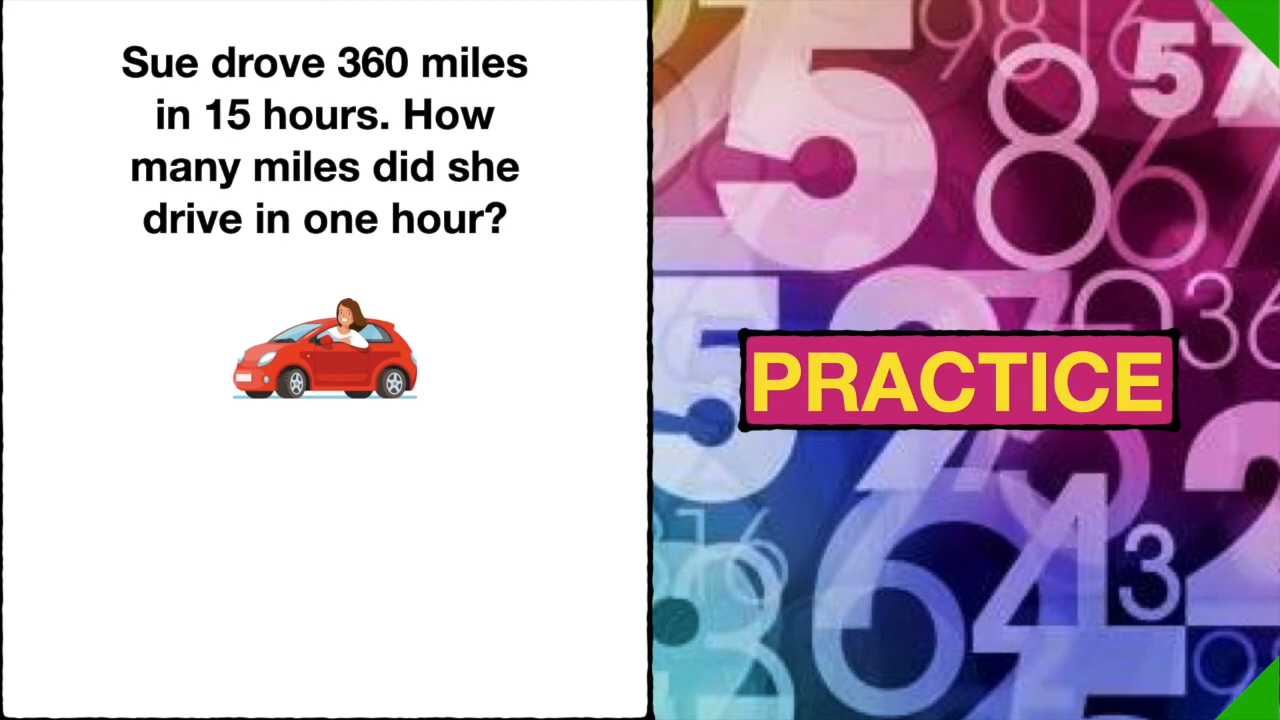 Sue drove 360 miles
in 15 hours. How
many miles did she
drive in one hour?
PRACTICE